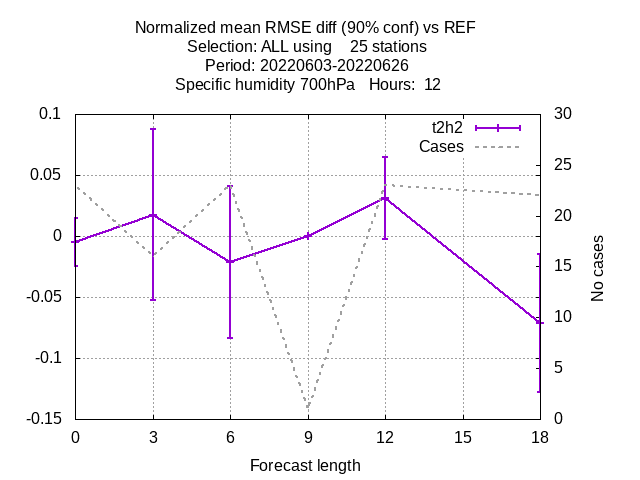 Normalized mean RMSE diff (90% conf) vs REF
Selection: ALL using    25 stations
Period: 20220603-20220626
Specific humidity 700hPa   Hours:  12
0.1
0.05
0
-0.05
-0.1
-0.15
30
25
20
15
10
5
0
t2h2
Cases
No cases
0 3 6 9 12 15 18
Forecast length